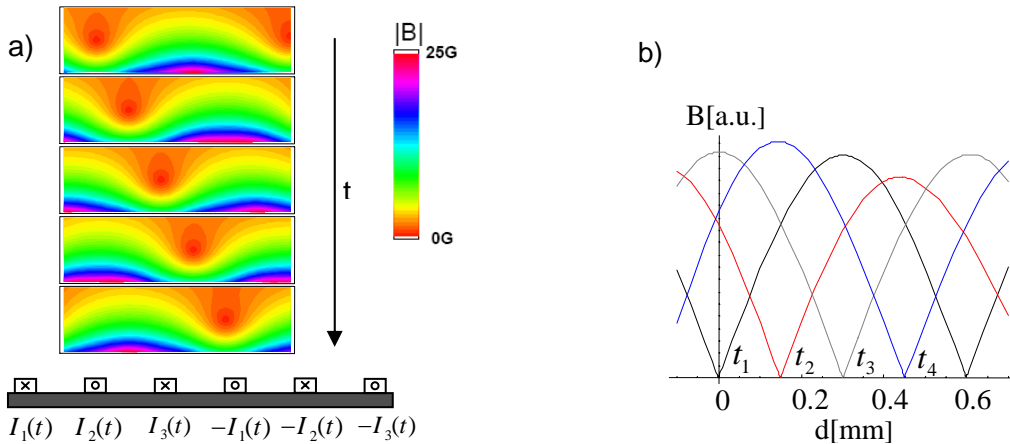 a)
|B|
25G
0G
t
I₁(t) I₂(t) I₃(t) −I₁(t) −I₂(t) −I₃(t)
b)
B[a.u.]
t₁ t₂ t₃ t₄
0 0.2 0.4 0.6
d[mm]